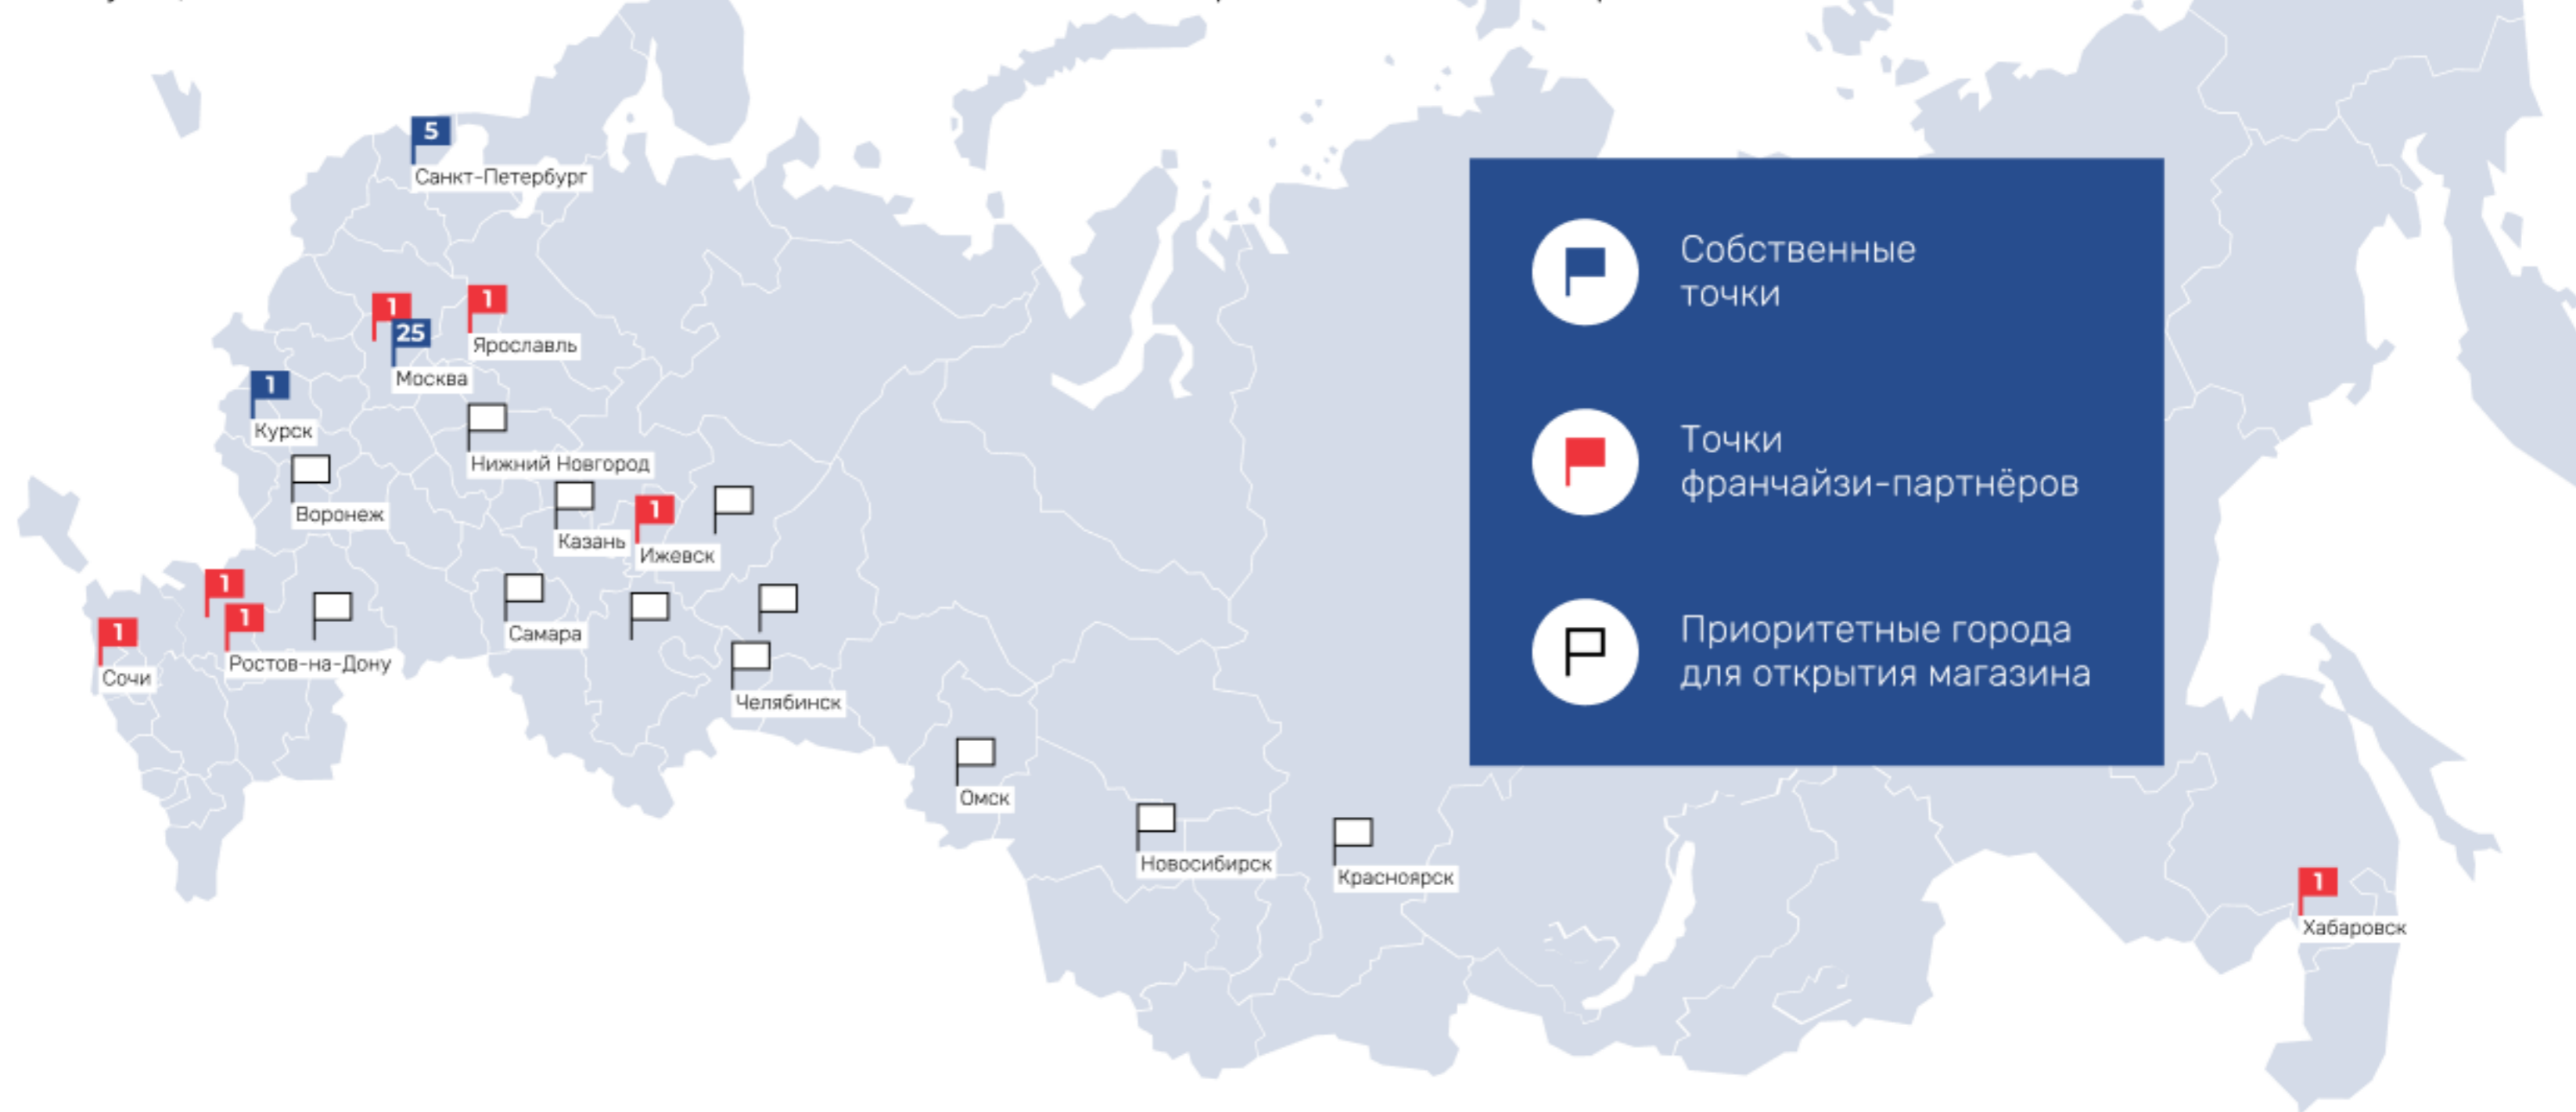 5
Санкт-Петербург
1
1
25
Ярославль
Москва
1
Курск
Нижний Новгород
Воронеж
Казань
1
Ижевск
1
1
1
Самара
Ростов-на-Дону
Сочи
Челябинск
Омск
Новосибирск
Красноярск
1
Хабаровск
Собственные
точки
Точки
франчайзи-партнёров
Приоритетные города
для открытия магазина